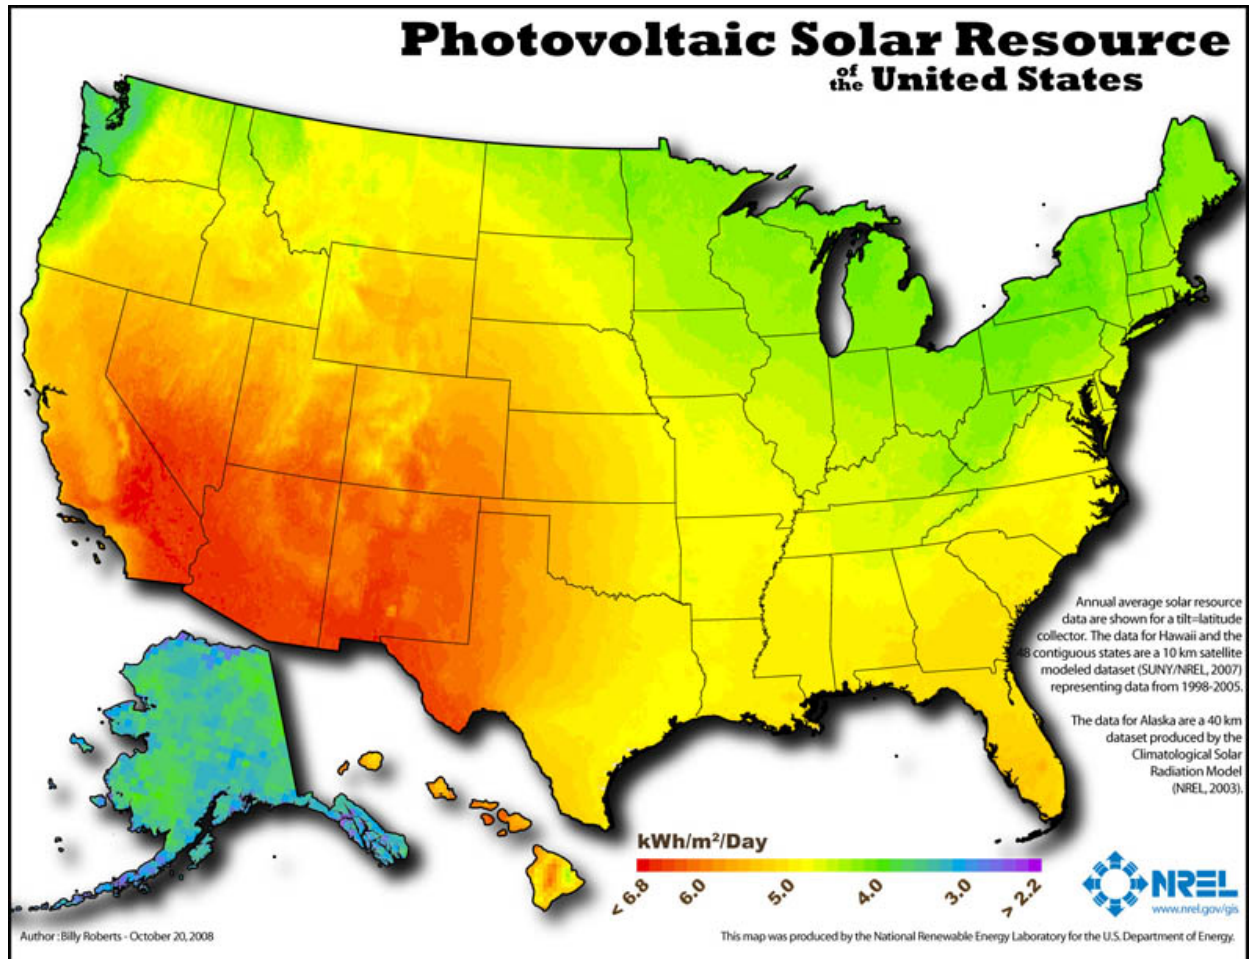 Photovoltaic Solar Resource
of the United States
Annual average solar resource
data are shown for a tilt=latitude
collector. The data for Hawaii and the
48 contiguous states are a 10 km satellite
modeled dataset (SUNY/NREL, 2007)
representing data from 1998-2005.
The data for Alaska are a 40 km
dataset produced by the
Climatological Solar
Radiation Model
(NREL, 2003).
kWh/m²/Day
< 6.8 6.0 5.0 4.0 3.0 > 2.2
NREL
www.nrel.gov/gis
Author : Billy Roberts - October 20, 2008
This map was produced by the National Renewable Energy Laboratory for the U.S. Department of Energy.